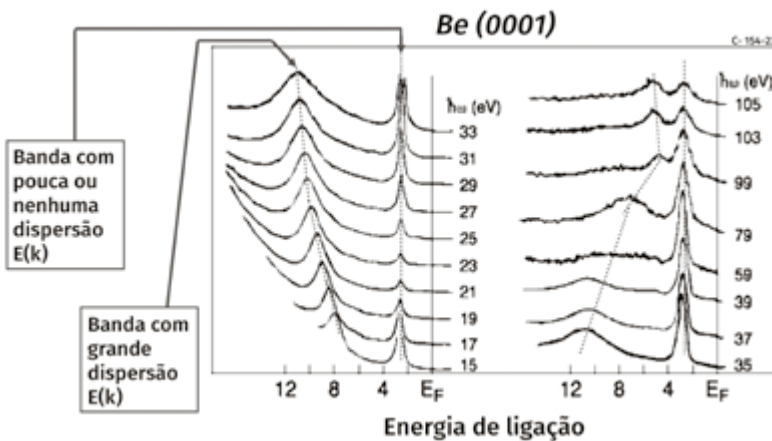 Be (0001)
C- 154-2
Banda com
pouca ou
nenhuma
dispersão
E(k)
Banda com
grande
dispersão
E(k)
ħω (eV)
33
31
29
27
25
23
21
19
17
15
12 8 4 E_F
ħω (eV)
105
103
99
79
59
39
37
35
12 8 4 E_F
Energia de ligação